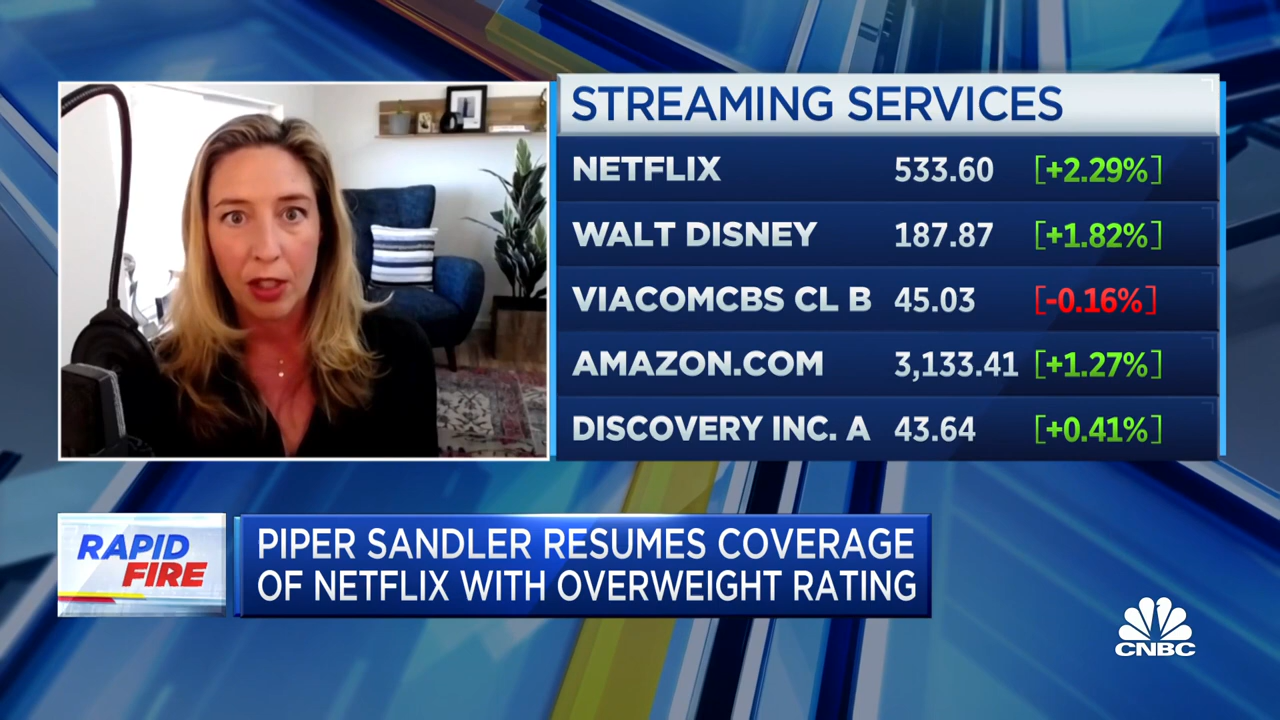 STREAMING SERVICES
NETFLIX 533.60 [+2.29%]
WALT DISNEY 187.87 [+1.82%]
VIACOMCBS CL B 45.03 [-0.16%]
AMAZON.COM 3,133.41 [+1.27%]
DISCOVERY INC. A 43.64 [+0.41%]
RAPID
FIRE
PIPER SANDLER RESUMES COVERAGE
OF NETFLIX WITH OVERWEIGHT RATING
CNBC